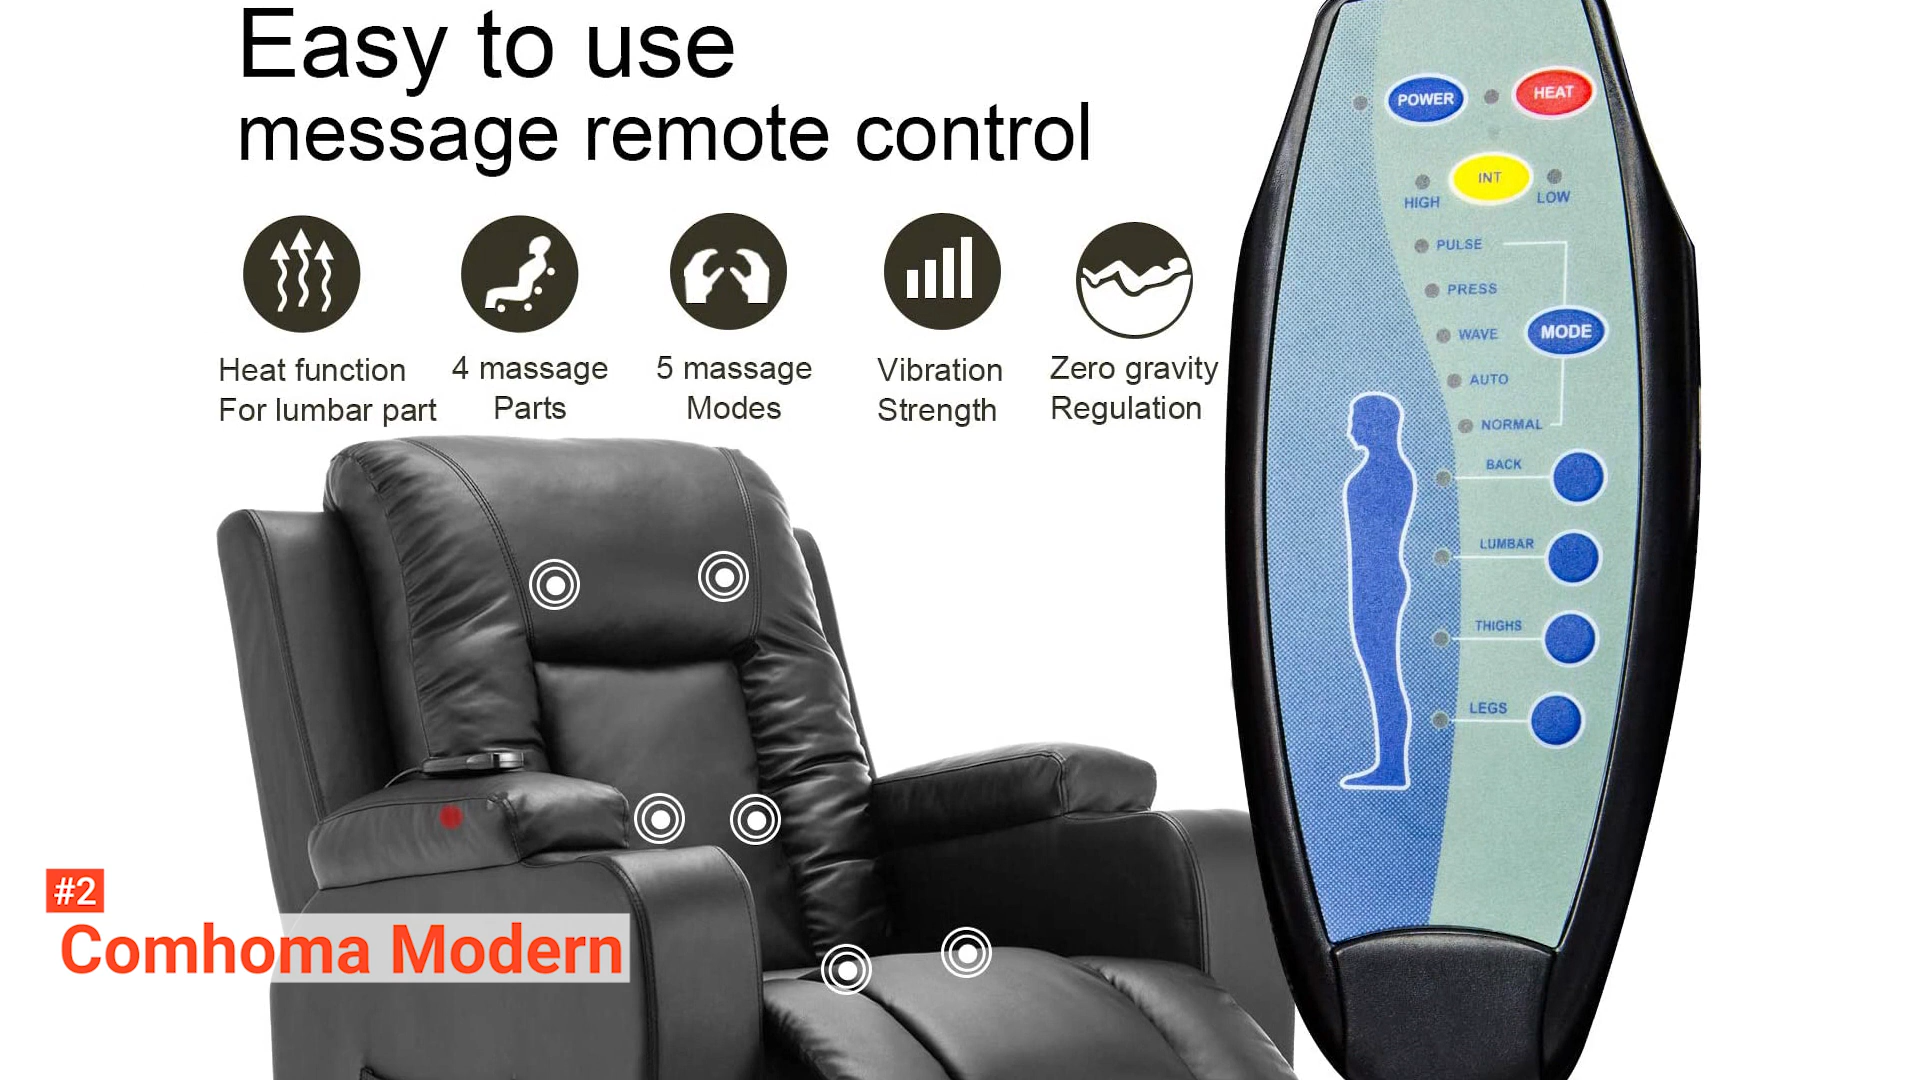 Easy to use
message remote control
Heat function
For lumbar part
4 massage
Parts
5 massage
Modes
Vibration
Strength
Zero gravity
Regulation
POWER
HEAT
INT
HIGH
LOW
PULSE
PRESS
WAVE
MODE
AUTO
NORMAL
BACK
LUMBAR
THIGHS
LEGS
#2
Comhoma Modern